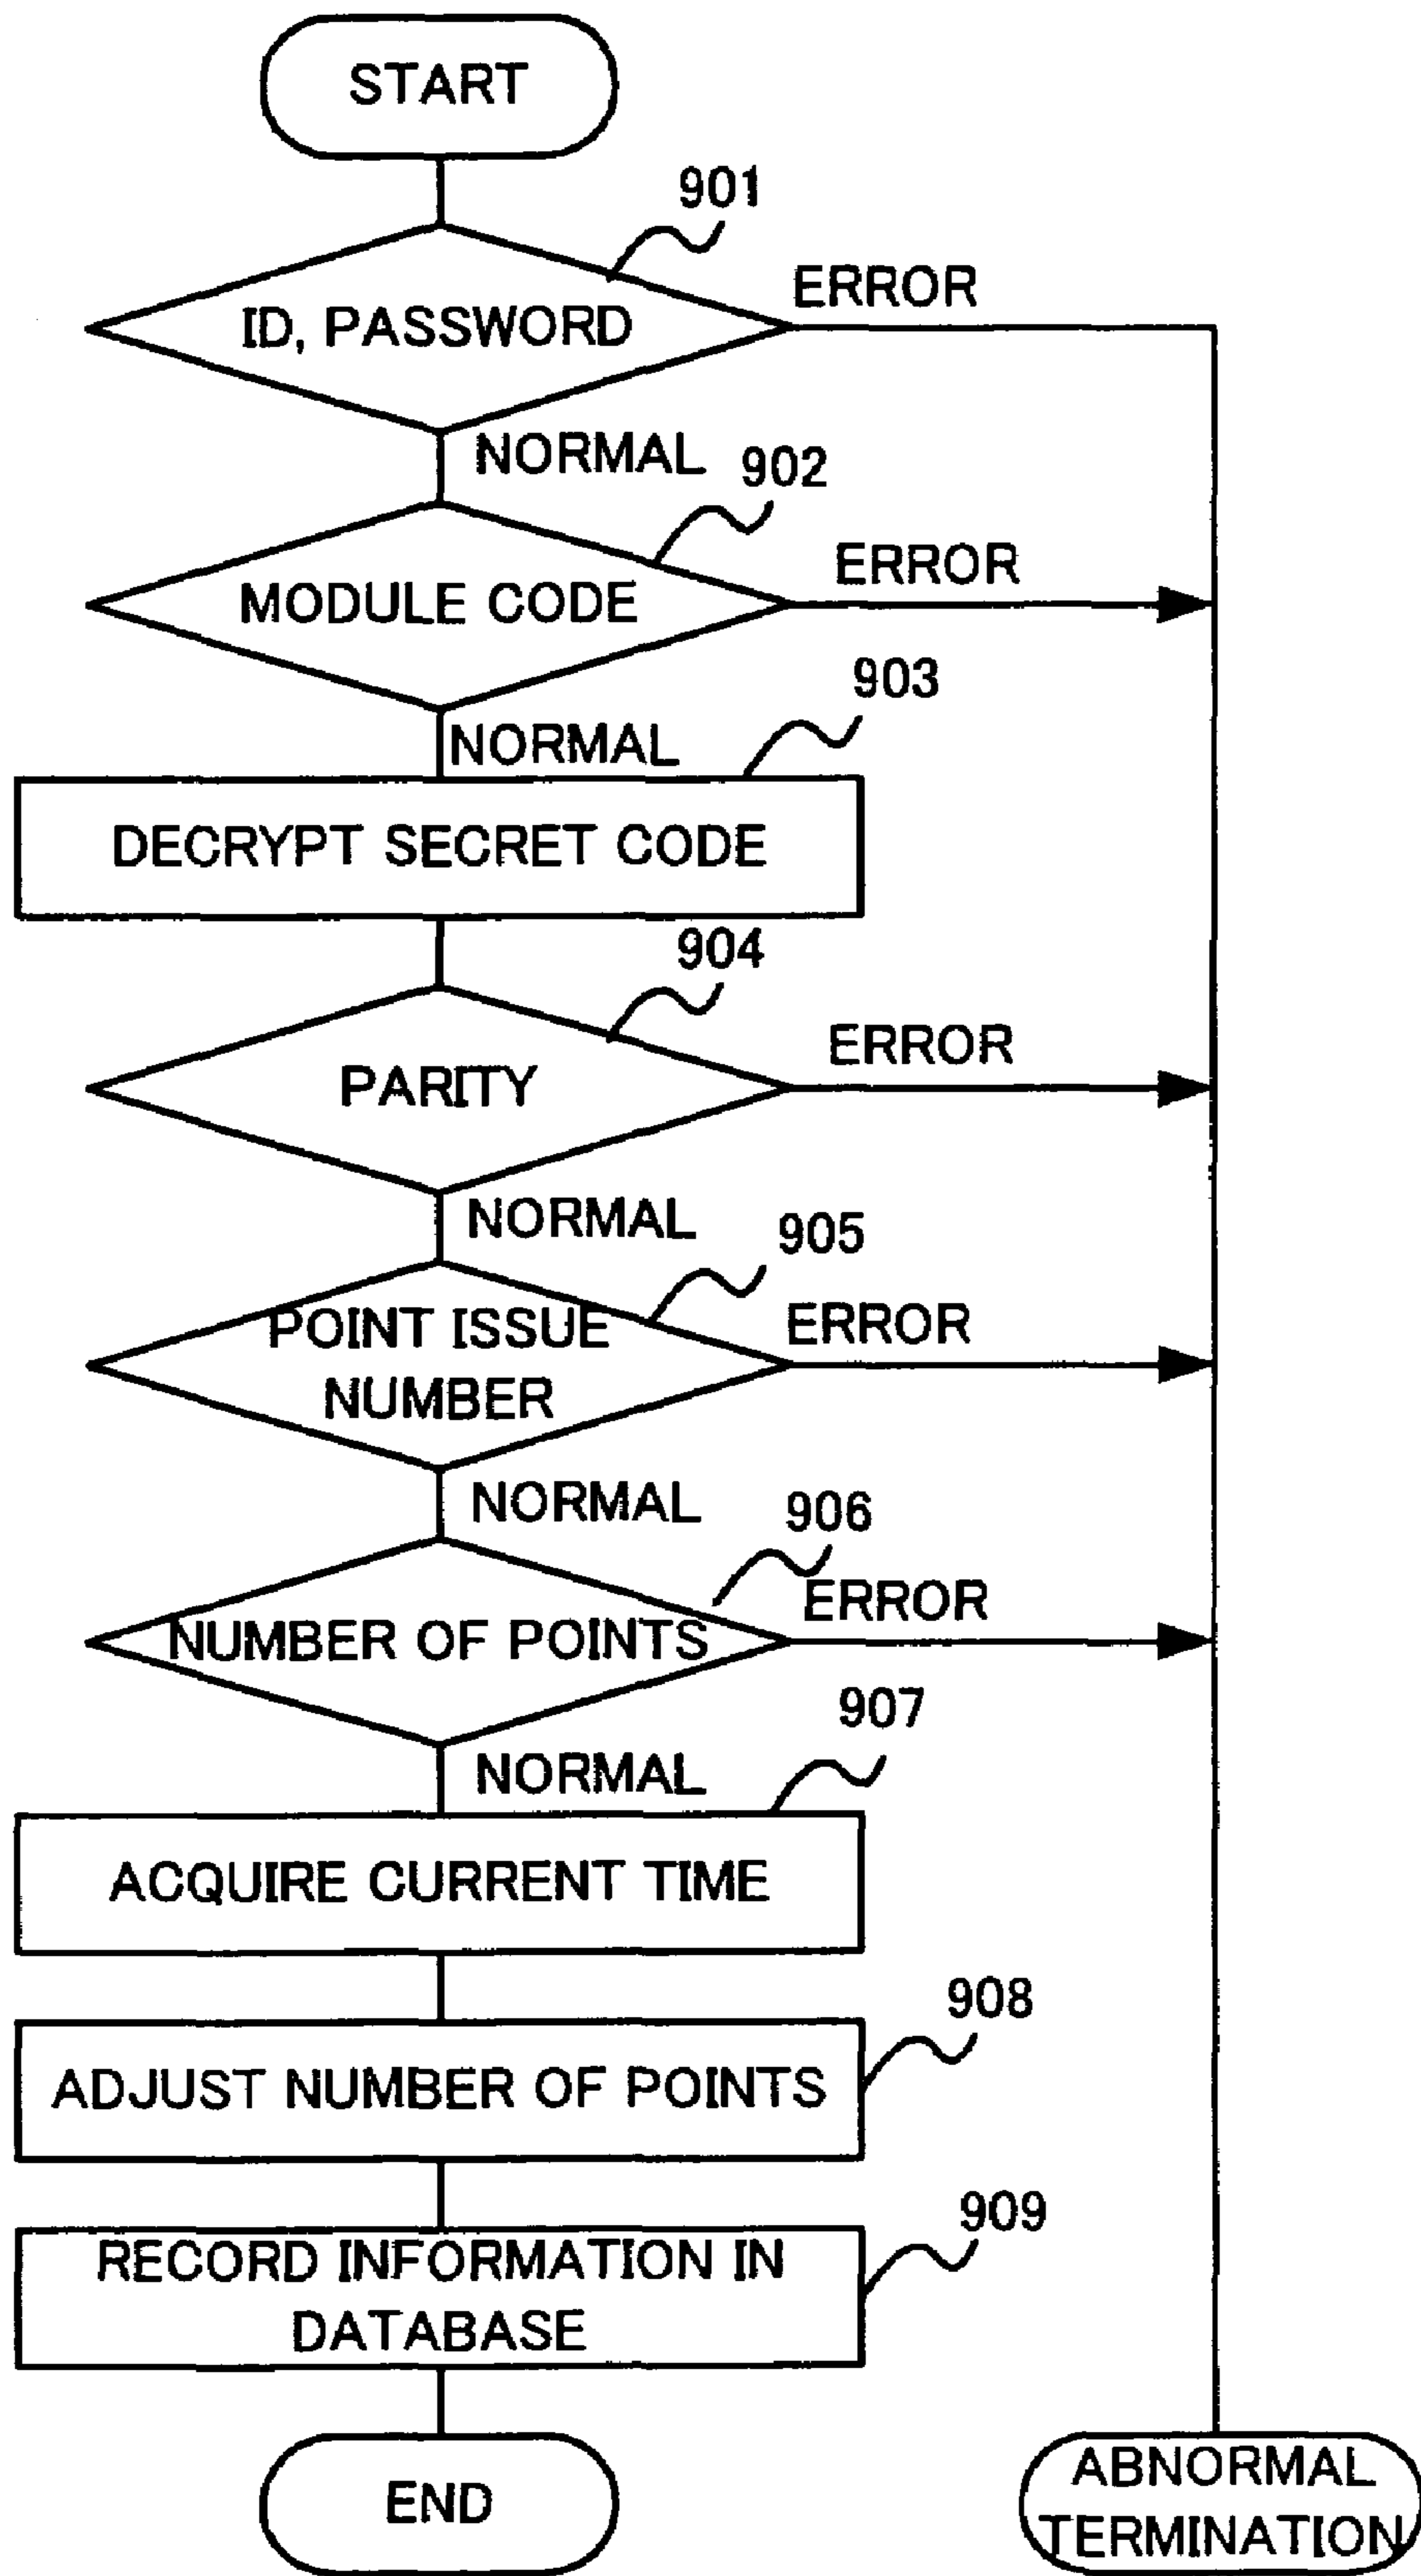 START
901
ERROR
ID, PASSWORD
NORMAL
902
ERROR
MODULE CODE
903
NORMAL
DECRYPT SECRET CODE
904
ERROR
PARITY
NORMAL
905
POINT ISSUE
NUMBER
ERROR
NORMAL
906
ERROR
NUMBER OF POINTS
907
NORMAL
ACQUIRE CURRENT TIME
908
ADJUST NUMBER OF POINTS
909
RECORD INFORMATION IN
DATABASE
END
ABNORMAL
TERMINATION